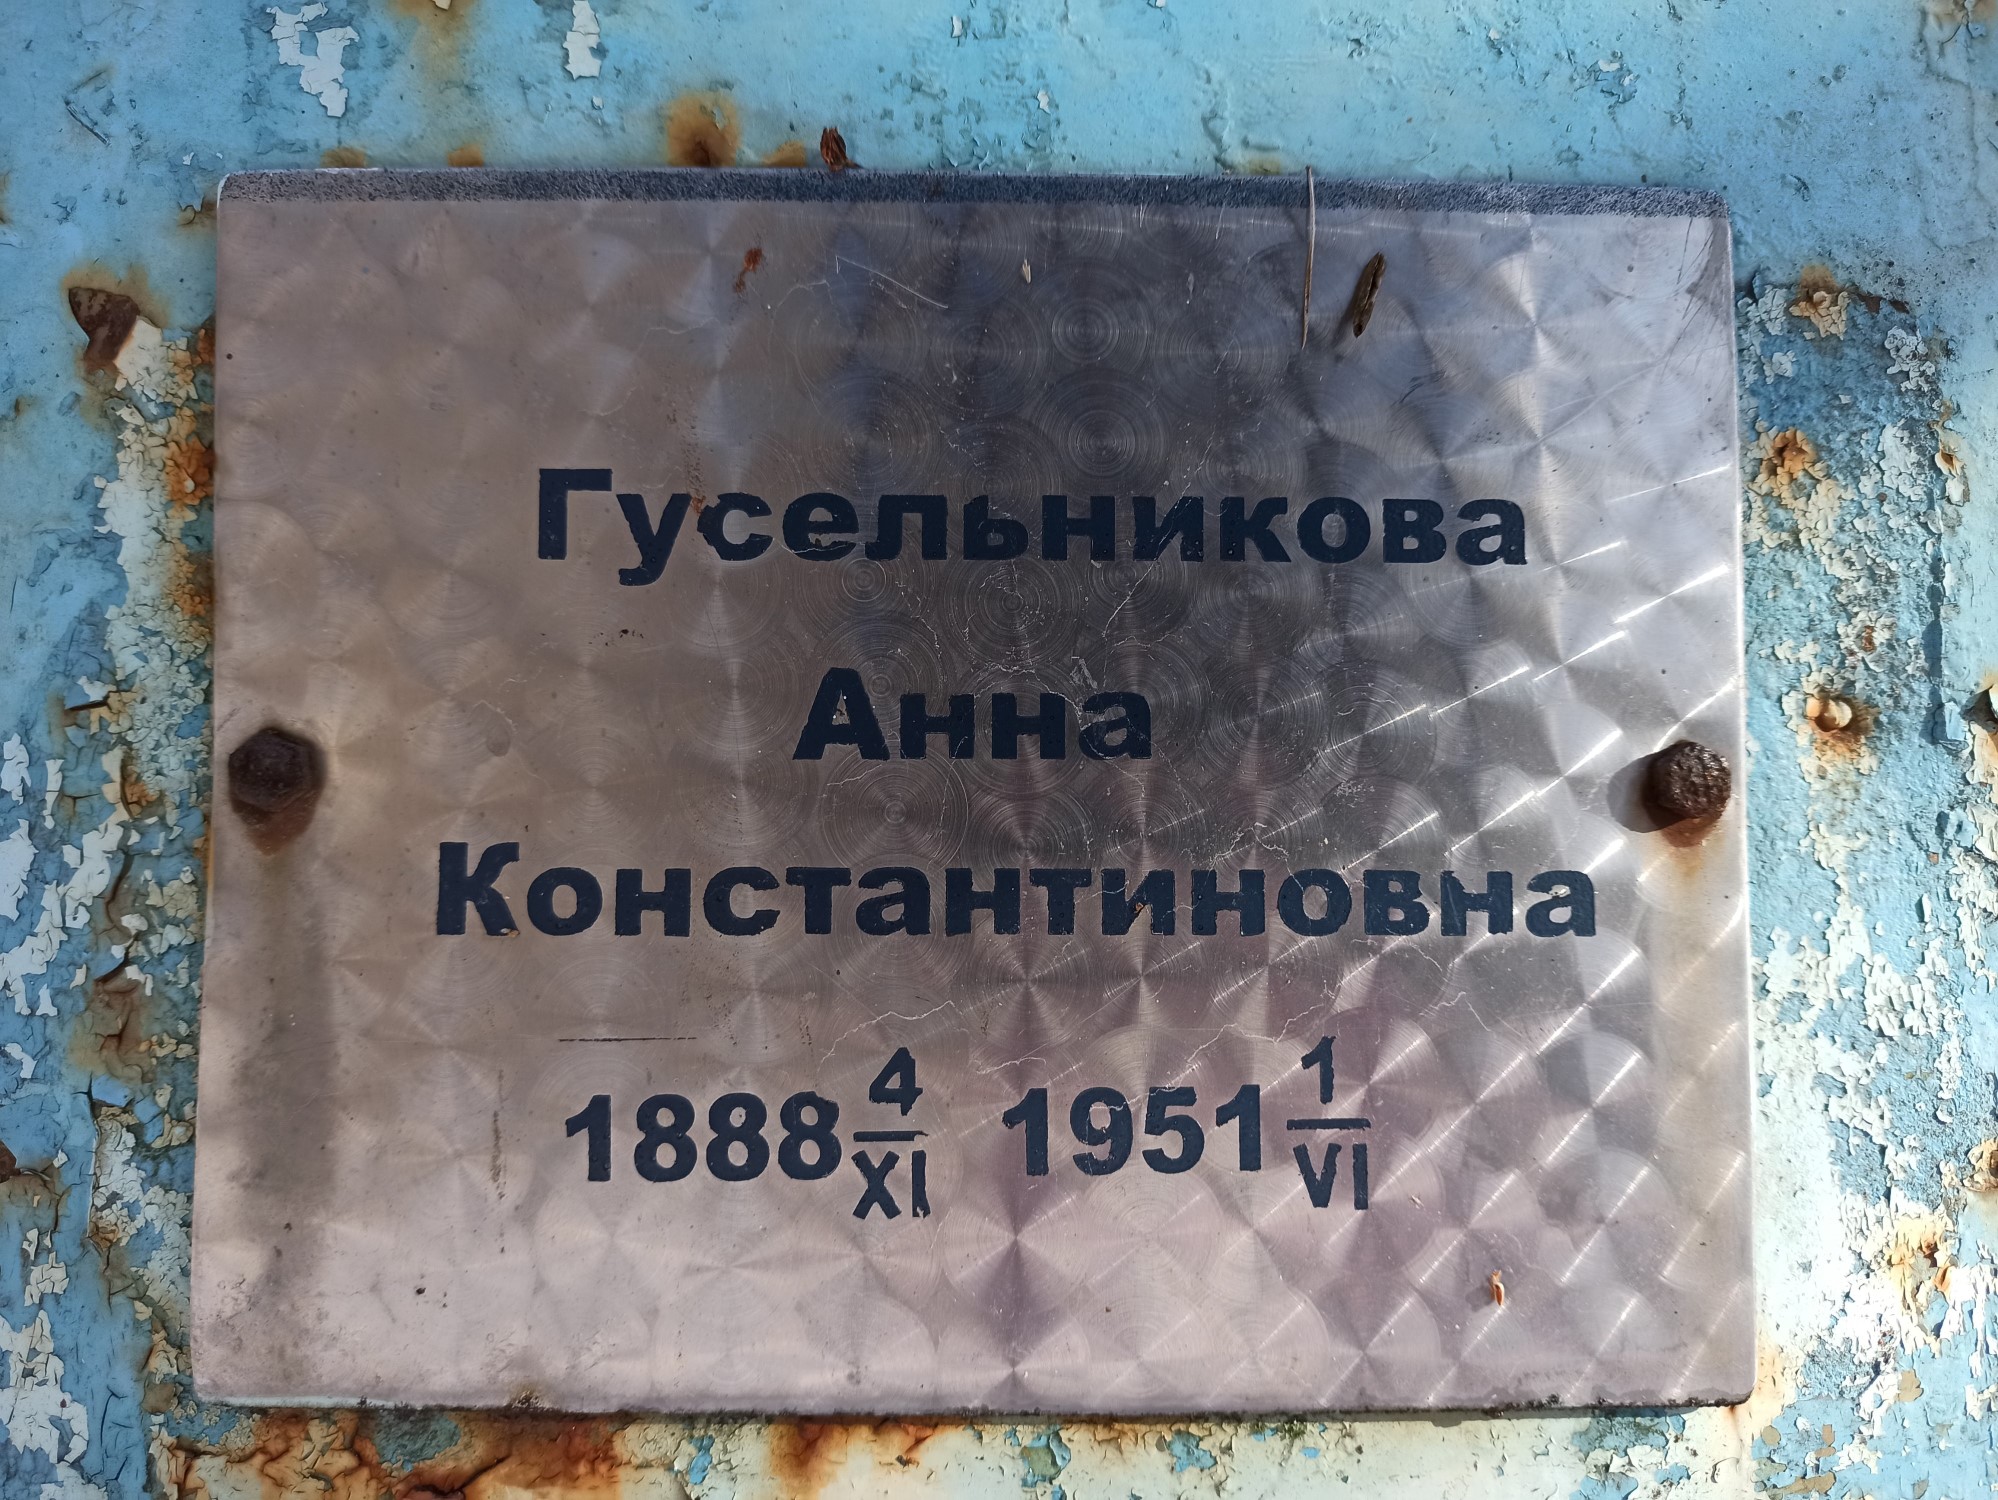 Гусельникова
Анна
Константиновна
1888 4/XI 1951 1/VI